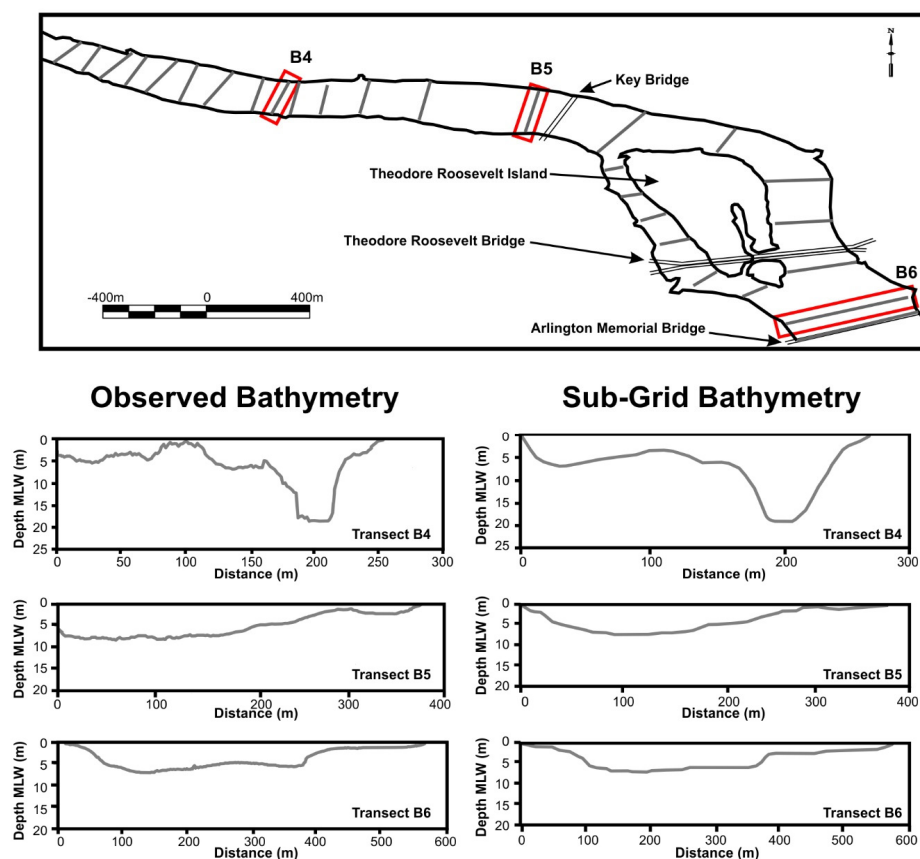 N
B4
B5
Key Bridge
Theodore Roosevelt Island
Theodore Roosevelt Bridge
B6
-400m 0 400m
Arlington Memorial Bridge
Observed Bathymetry
Sub-Grid Bathymetry
Depth MLW (m)
0
5
10
15
20
25
Transect B4
0 50 100 150 200 250 300
Distance (m)
Depth MLW (m)
0
5
10
15
20
25
Transect B4
0 100 200 300
Distance (m)
Depth MLW (m)
0
5
10
15
20
Transect B5
0 100 200 300 400
Distance (m)
Depth MLW (m)
0
5
10
15
20
Transect B5
0 100 200 300 400
Distance (m)
Depth MLW (m)
0
5
10
15
20
Transect B6
0 100 200 300 400 500 600
Distance (m)
Depth MLW (m)
0
5
10
15
20
Transect B6
0 100 200 300 400 500 600
Distance (m)